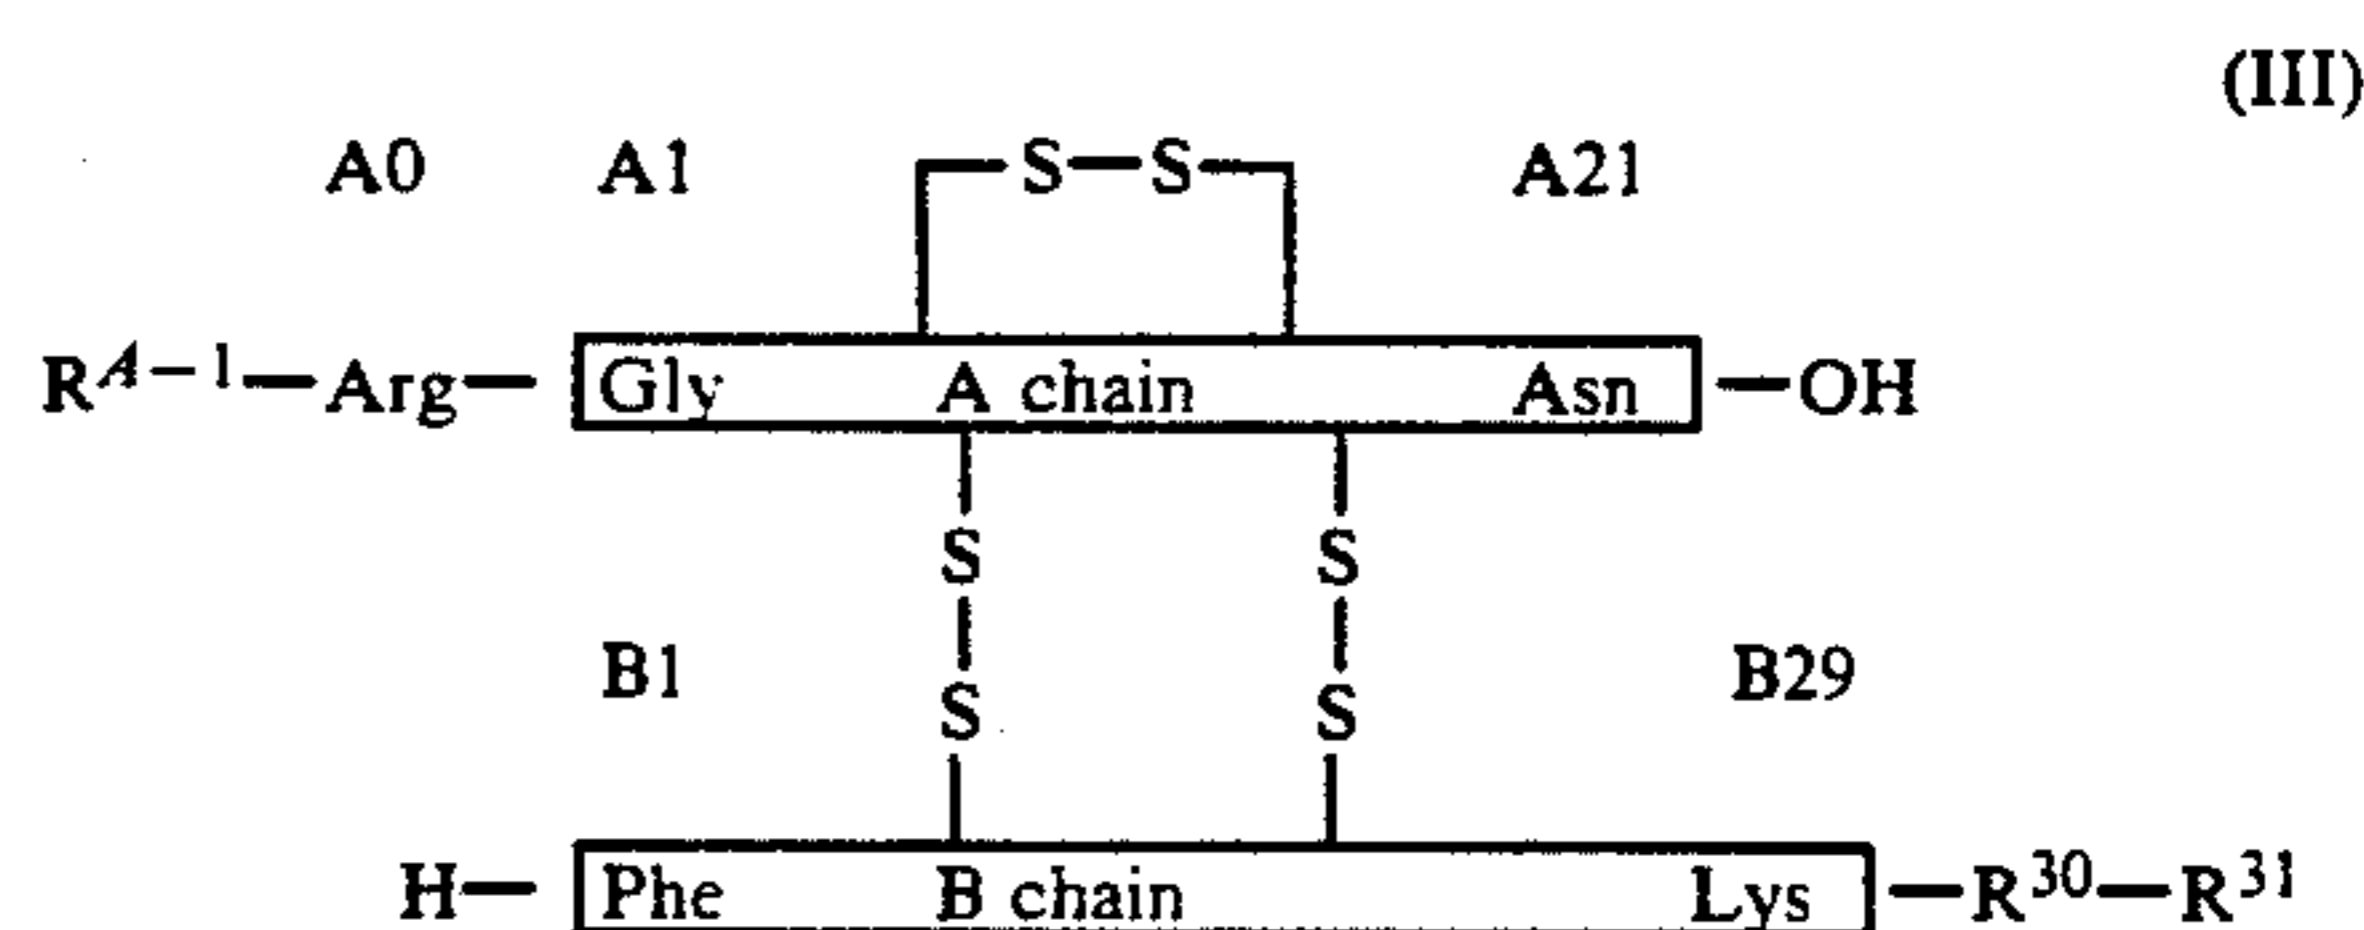 (III)
A0 A1 S—S A21
R^{A-1}—Arg— Gly A chain Asn —OH
S S
B1 B29
S S
H— Phe B chain Lys —R^{30}—R^{31}